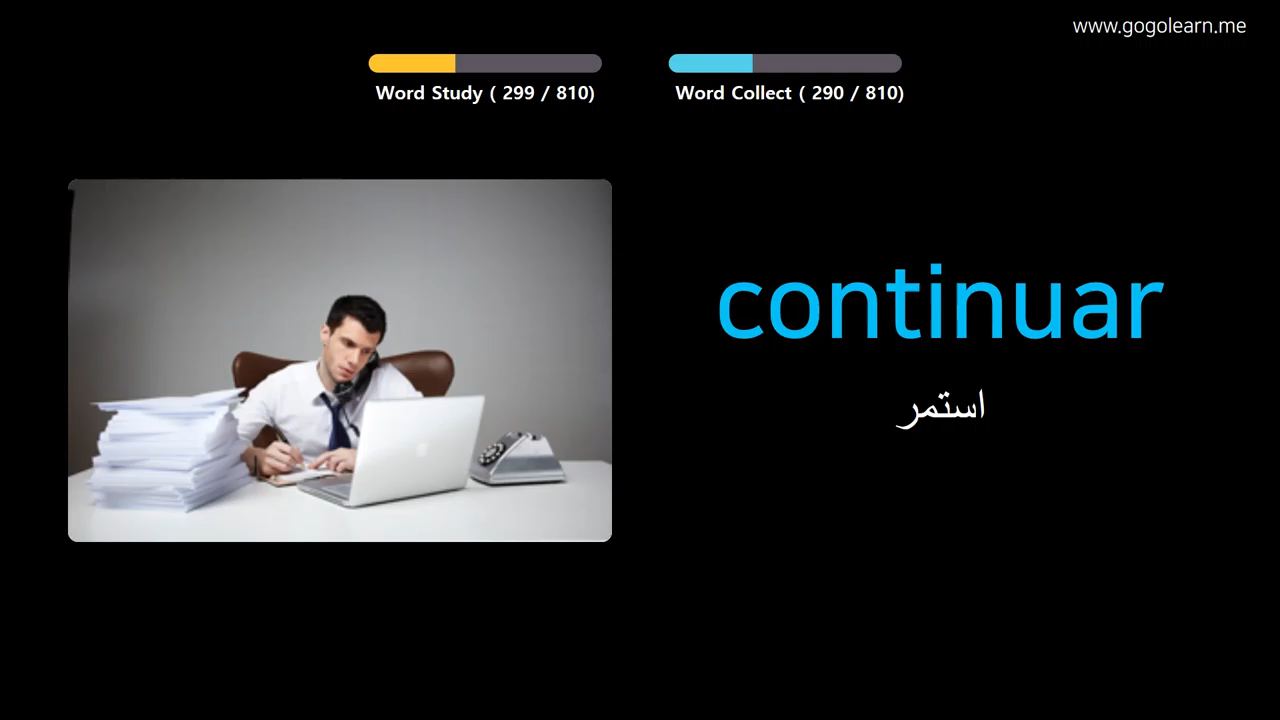 www.gogolearn.me
Word Study ( 299 / 810)
Word Collect ( 290 / 810)
continuar
استمر